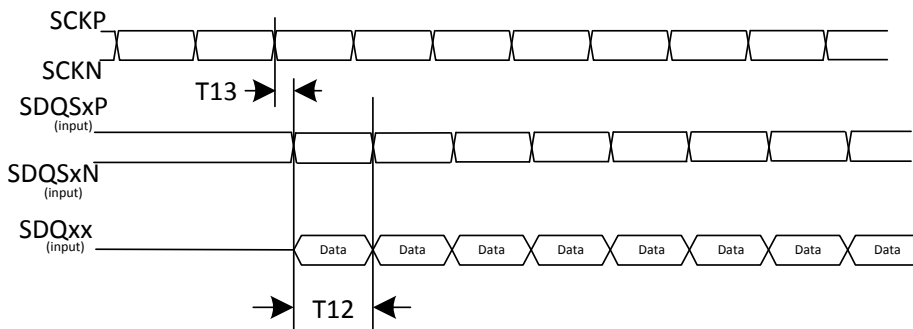 SCKP
SCKN
T13
SDQSxP
(input)
SDQSxN
(input)
SDQxx
(input)
Data Data Data Data Data Data Data Data
T12